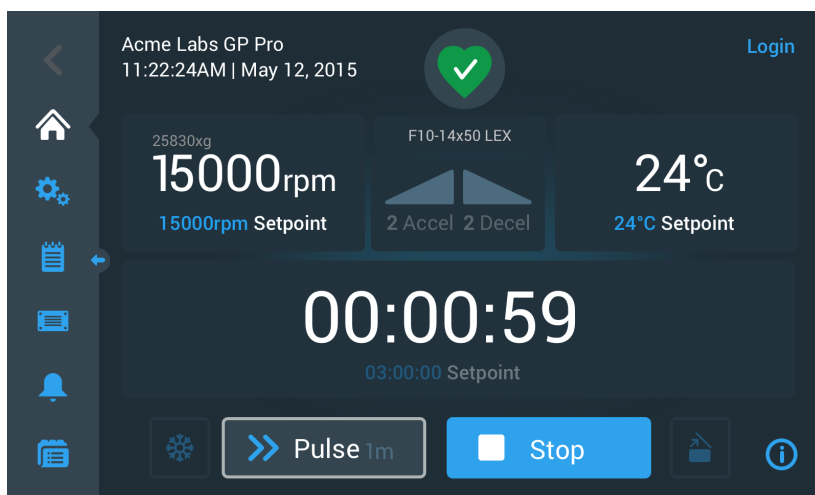 Acme Labs GP Pro
11:22:24AM | May 12, 2015
Login
25830xg
15000rpm
15000rpm Setpoint
F10-14x50 LEX
2 Accel 2 Decel
24°C
24°C Setpoint
00:00:59
03:00:00 Setpoint
Pulse 1m
Stop